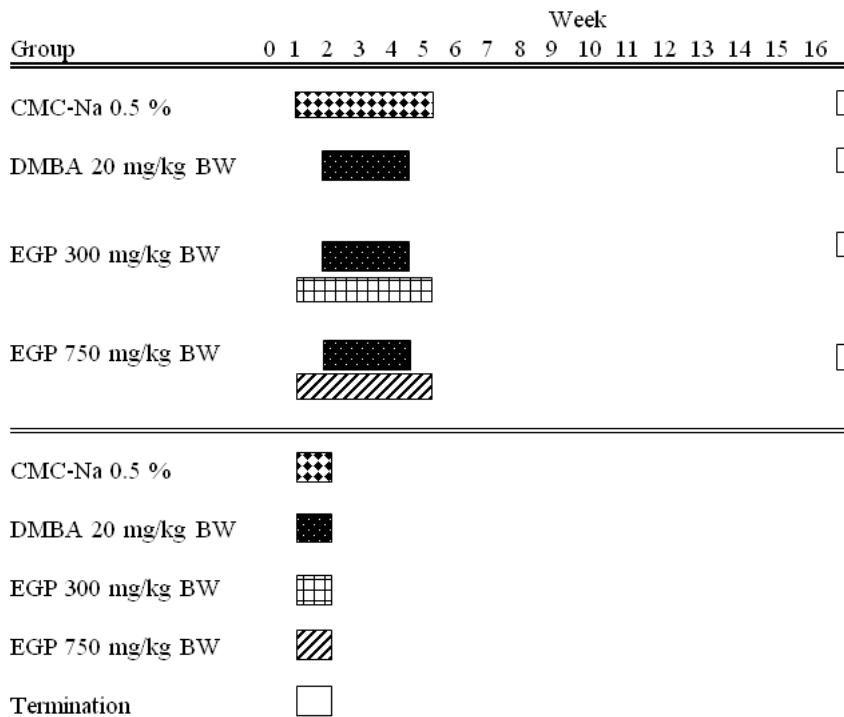 Week
Group 0 1 2 3 4 5 6 7 8 9 10 11 12 13 14 15 16
CMC-Na 0.5 %
DMBA 20 mg/kg BW
EGP 300 mg/kg BW
EGP 750 mg/kg BW
CMC-Na 0.5 %
DMBA 20 mg/kg BW
EGP 300 mg/kg BW
EGP 750 mg/kg BW
Termination